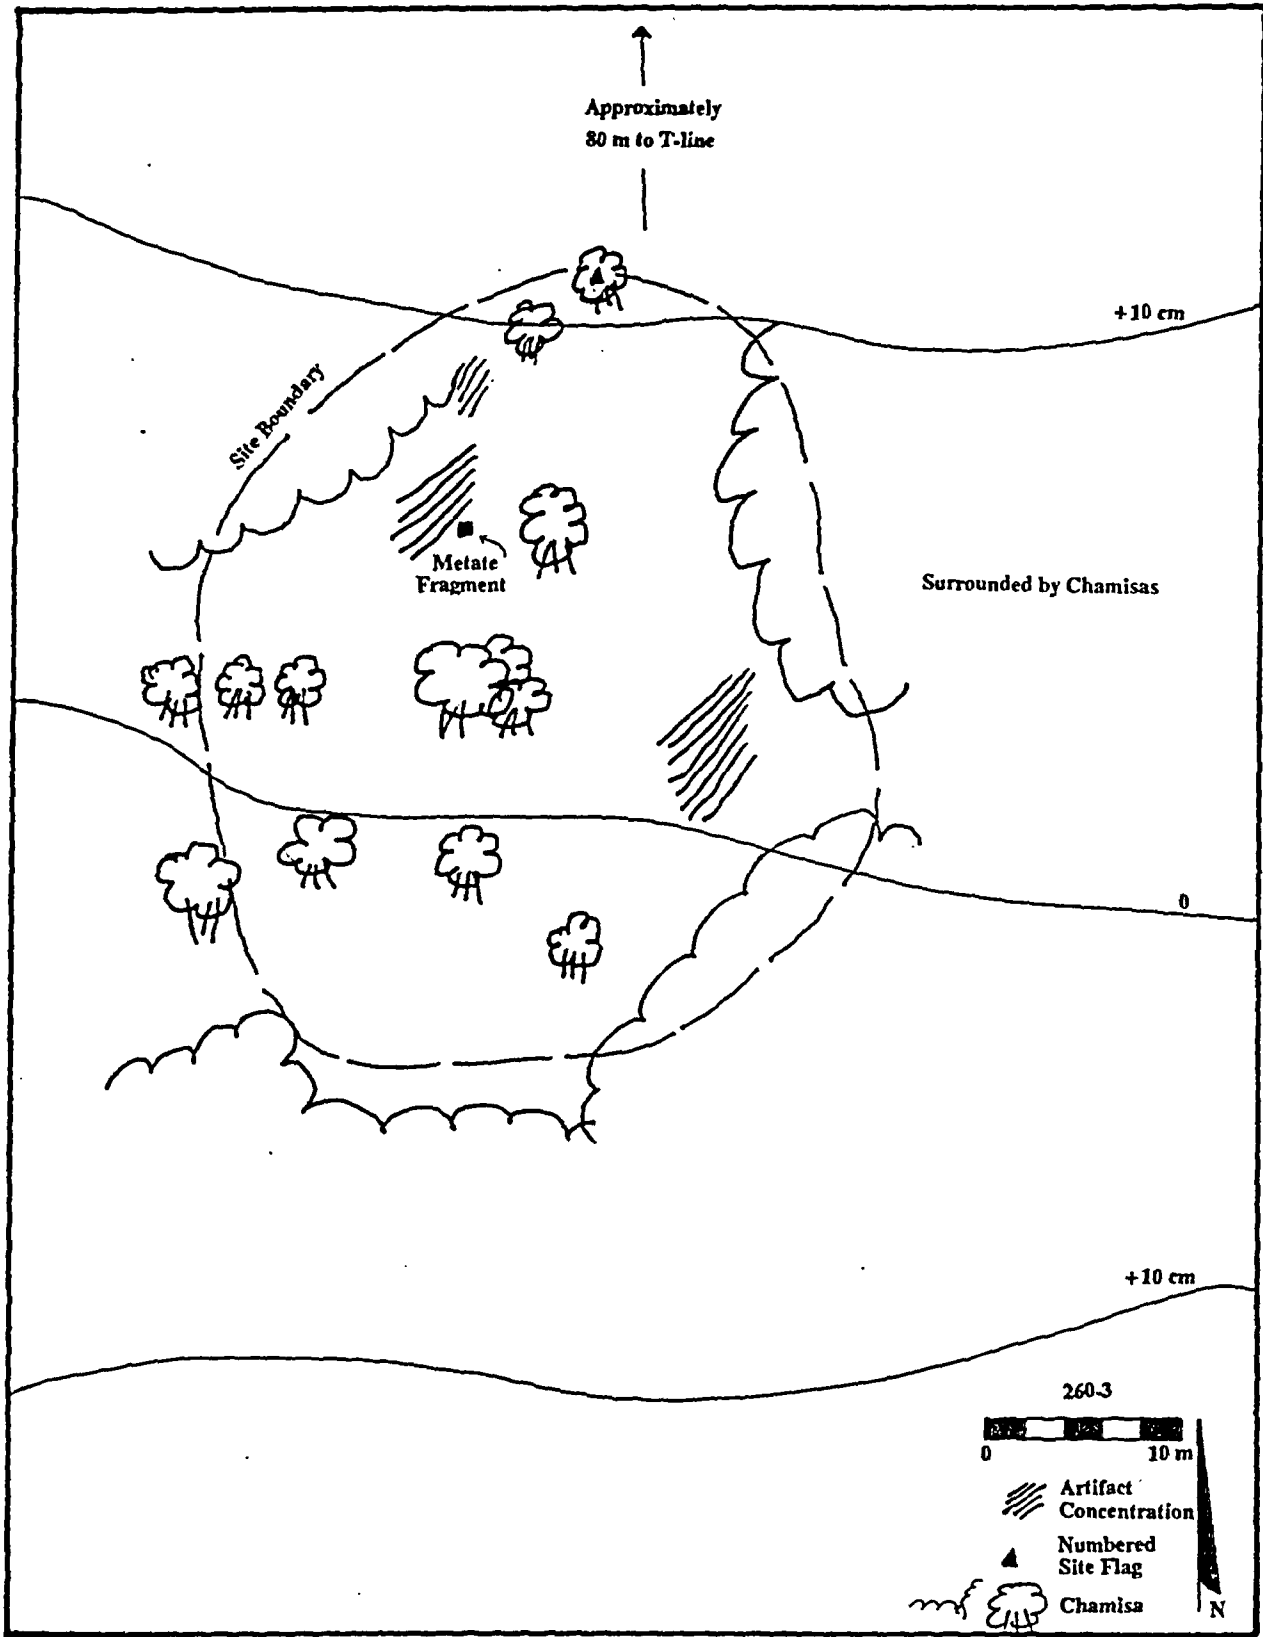 Approximately
80 m to T-line
+10 cm
Site Boundary
Metate
Fragment
Surrounded by Chamisas
0
+10 cm
260-3
0 10 m
Artifact
Concentration
Numbered
Site Flag
Chamisa
N